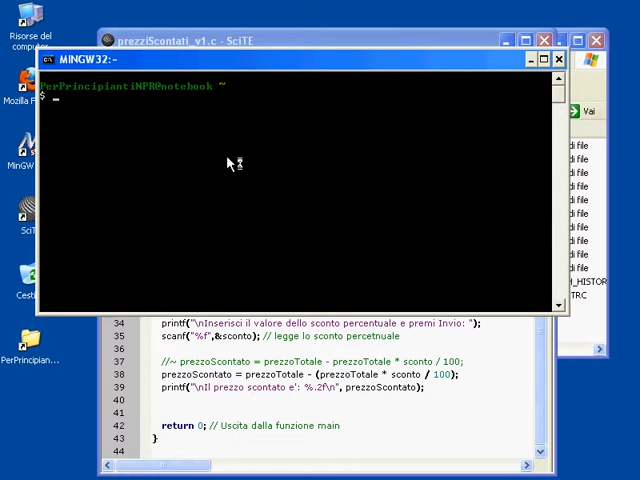 Risore del
computer
prezziScontati_v1.c - SciTE
MINGW32:~
Mozilla F
MinGW
SciT
Cesti
PerPrincipian...
PerPrincipiantiNPR@notebook ~
$
Vai
di file
di file
di file
di file
di file
di file
di file
di file
di file
di file
H_HISTOR
TRC
34 printf("\nInserisci il valore dello sconto percentuale e premi Invio: ");
35 scanf("%f",&sconto); // legge lo sconto percetnuale
36
37 //~ prezzoScontato = prezzoTotale - prezzoTotale * sconto / 100;
38 prezzoScontato = prezzoTotale - (prezzoTotale * sconto / 100);
39 printf("\nIl prezzo scontato e': %.2f\n", prezzoScontato);
40
41
42 return 0; // Uscita dalla funzione main
43 }
44